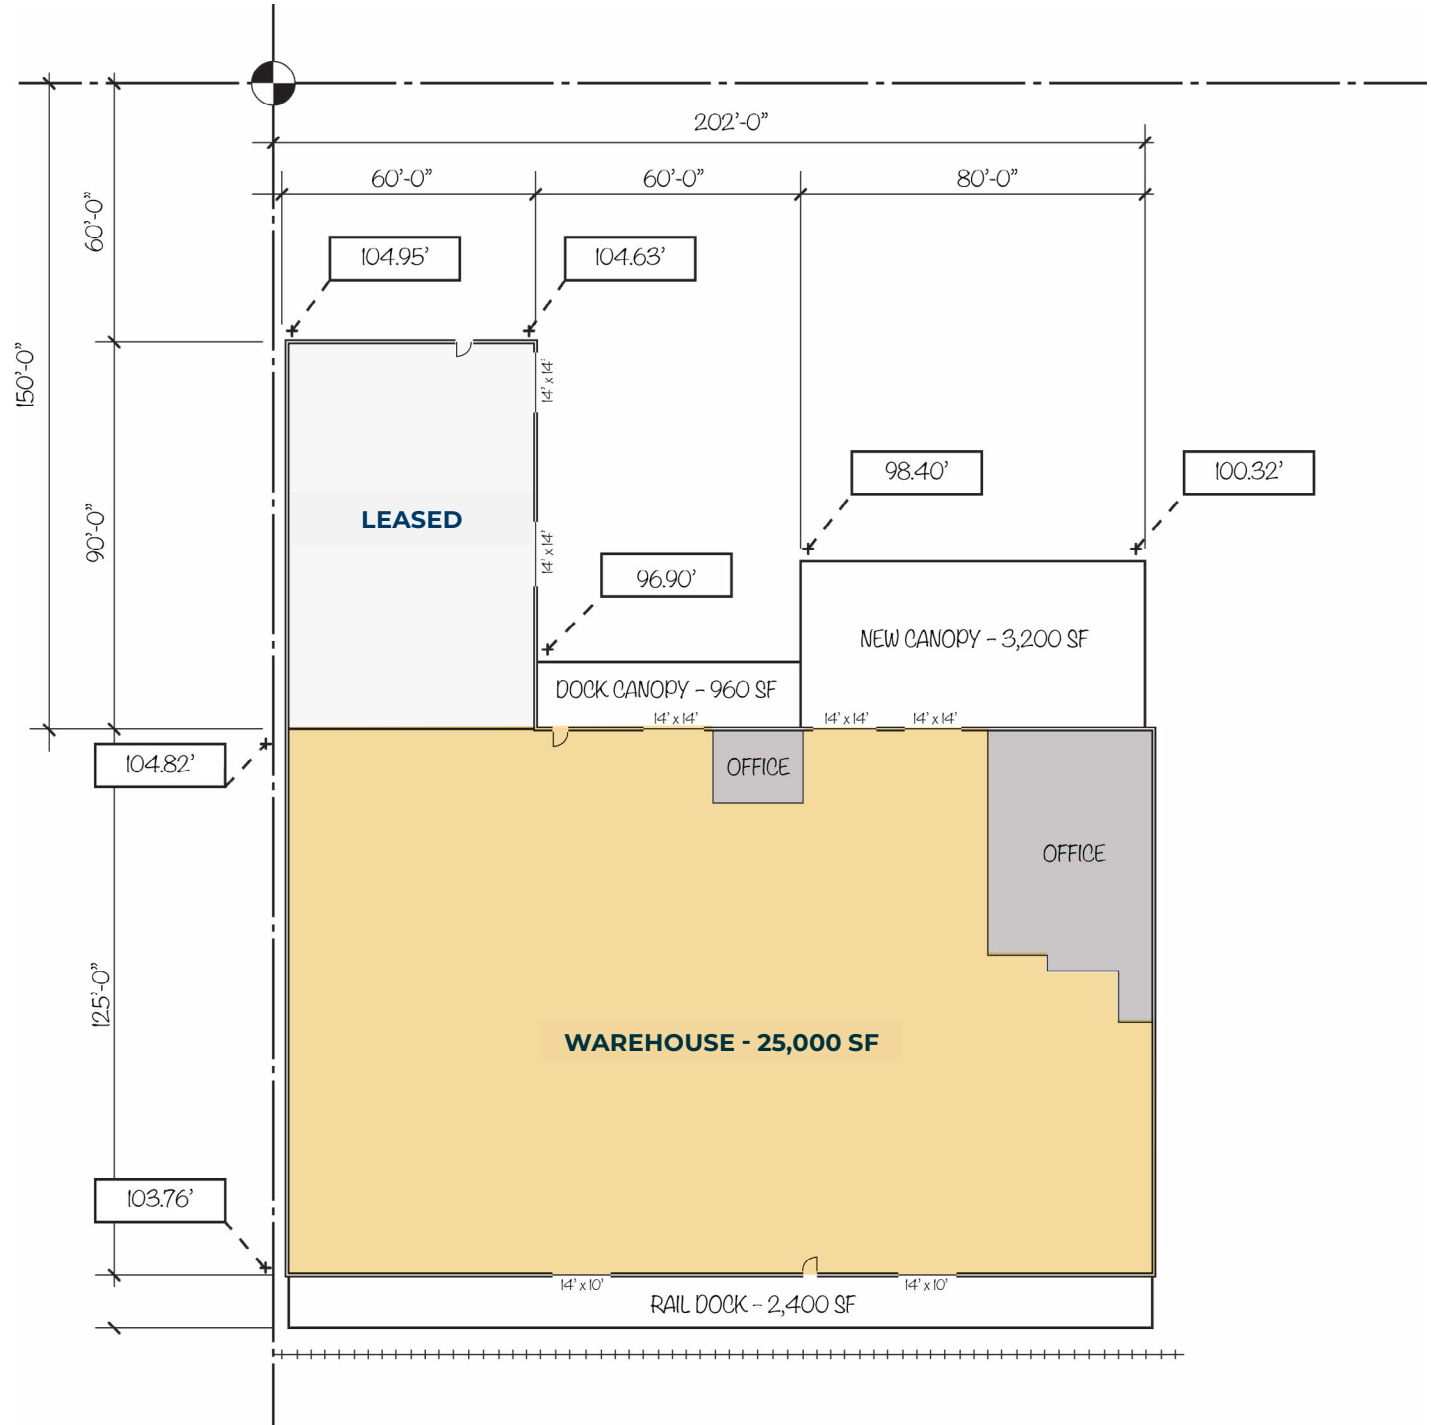 202’-0”
60’-0”
60’-0”
80’-0”
60’-0”
104.95’
104.63’
150’-0”
14’ x 14’
LEASED
98.40’
100.32’
90’-0”
14’ x 14’
96.90’
NEW CANOPY - 3,200 SF
DOCK CANOPY - 960 SF
14’ x 14’
14’ x 14’
14’ x 14’
104.82’
OFFICE
OFFICE
125’-0”
WAREHOUSE - 25,000 SF
103.76’
14’ x 10’
14’ x 10’
RAIL DOCK - 2,400 SF